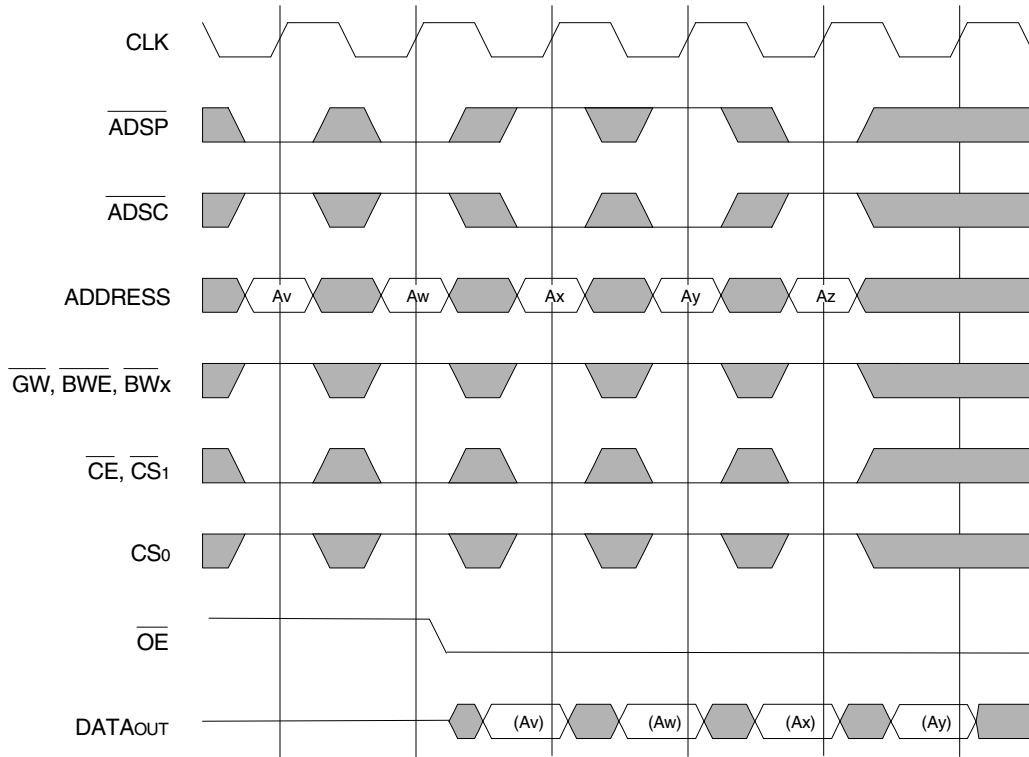 CLK
ADSP
ADSC
ADDRESS Av Aw Ax Ay Az
GW, BWE, BWx
CE, CS1
CS0
OE
DATAOUT (Av) (Aw) (Ax) (Ay)